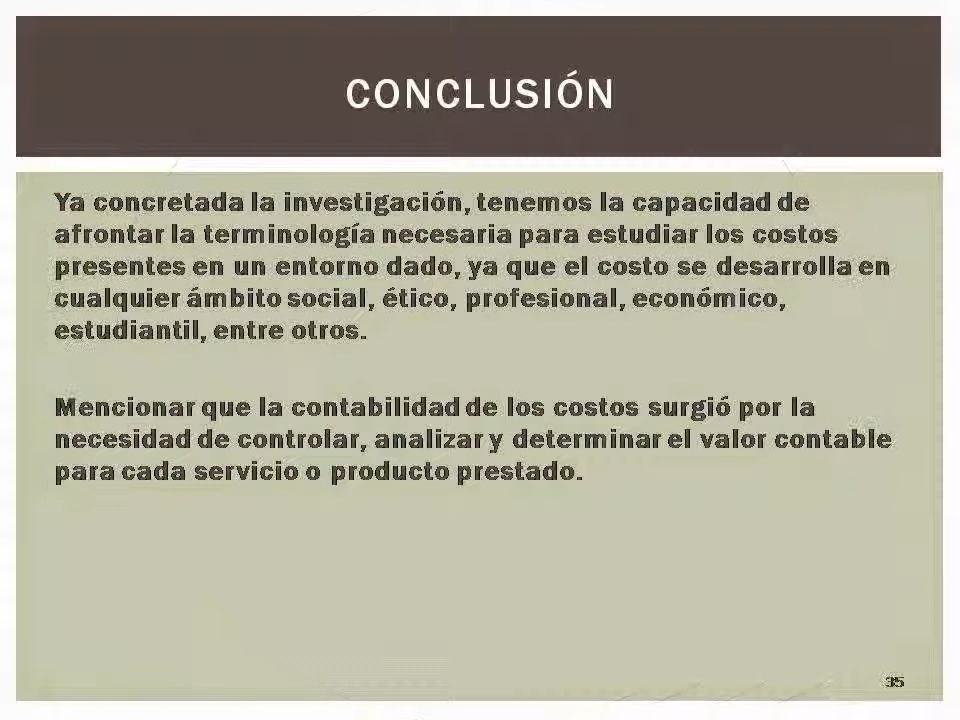 CONCLUSIÓN
Ya concretada la investigación, tenemos la capacidad de
afrontar la terminología necesaria para estudiar los costos
presentes en un entorno dado, ya que el costo se desarrolla en
cualquier ámbito social, ético, profesional, económico,
estudiantil, entre otros.
Mencionar que la contabilidad de los costos surgió por la
necesidad de controlar, analizar y determinar el valor contable
para cada servicio o producto prestado.
35